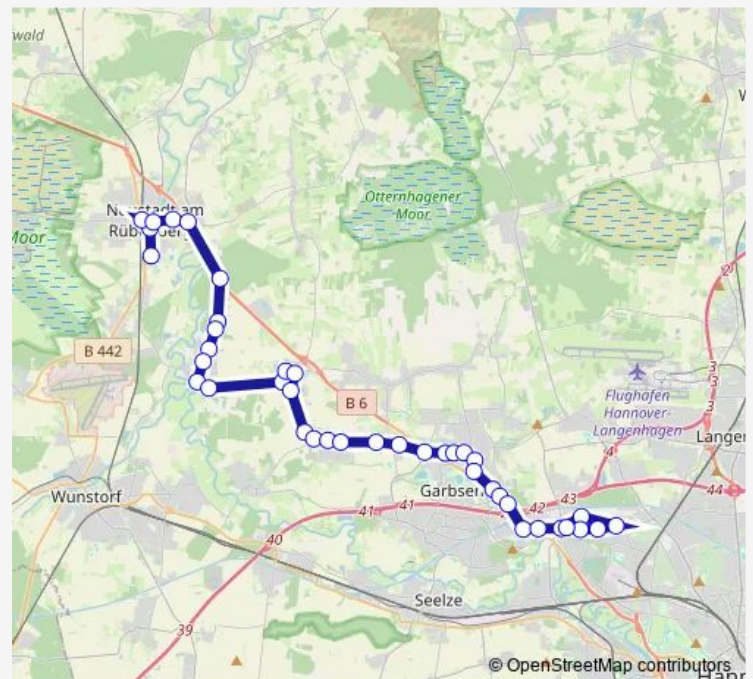 wald
W
Otternhagener
Moor
Neustadt am
Rübenberge
Moor
2
B 442
3
3
3
Flughafen
Hannover-
Langenhagen
B 6
Langen
4
Wunstorf
Garbsen
41
41
42
43
44
40
Seelze
39
© OpenStreetMap contributors
Hann